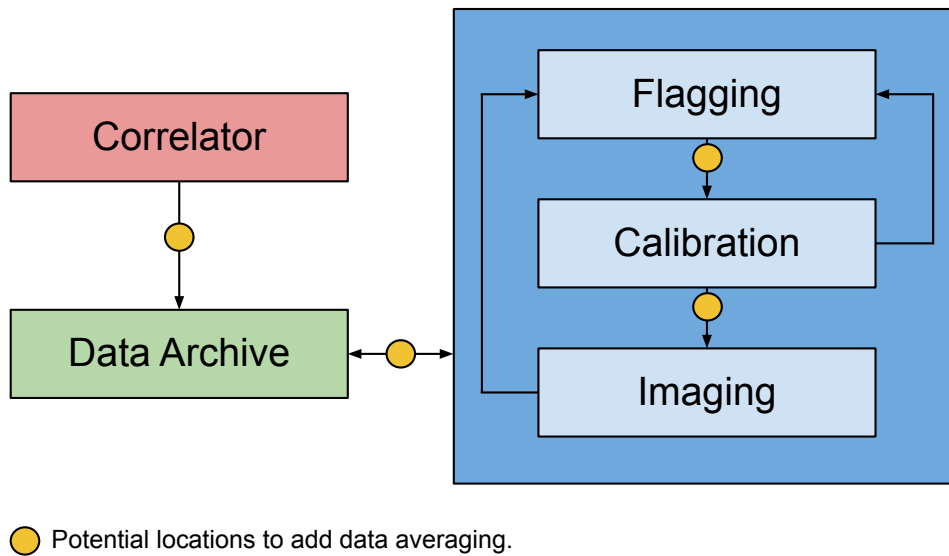 Correlator
Data Archive
Flagging
Calibration
Imaging
Potential locations to add data averaging.